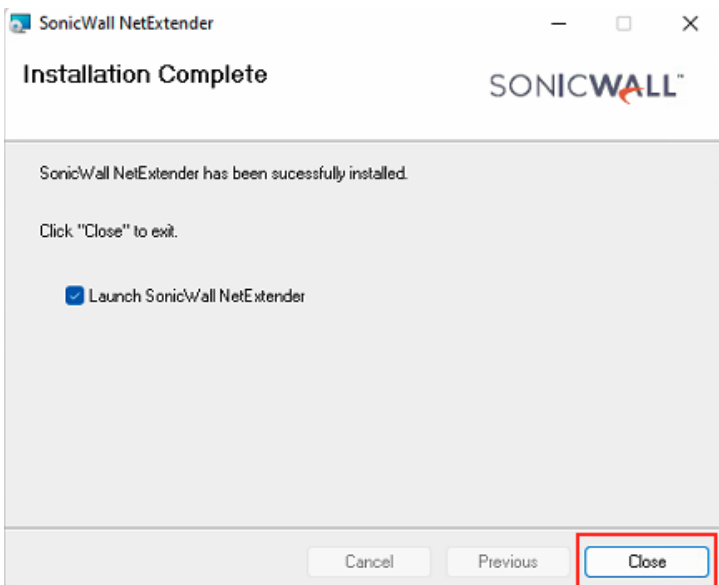 SonicWall NetExtender
Installation Complete
SONICWALL™
SonicWall NetExtender has been sucessfully installed.
Click "Close" to exit.
Launch SonicWall NetExtender
Cancel
Previous
Close